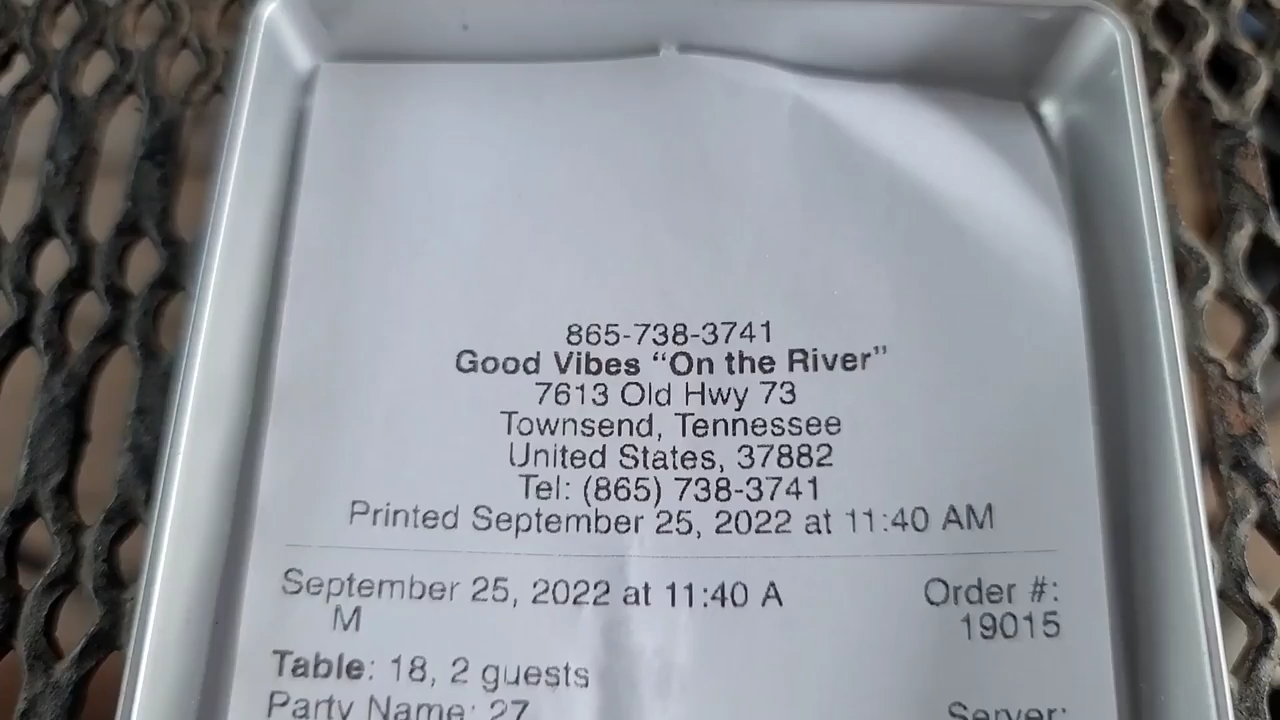 865-738-3741
Good Vibes “On the River”
7613 Old Hwy 73
Townsend, Tennessee
United States, 37882
Tel: (865) 738-3741
Printed September 25, 2022 at 11:40 AM
September 25, 2022 at 11:40 A Order #:
M 19015
Table: 18, 2 guests
Party Name: 27 Server: